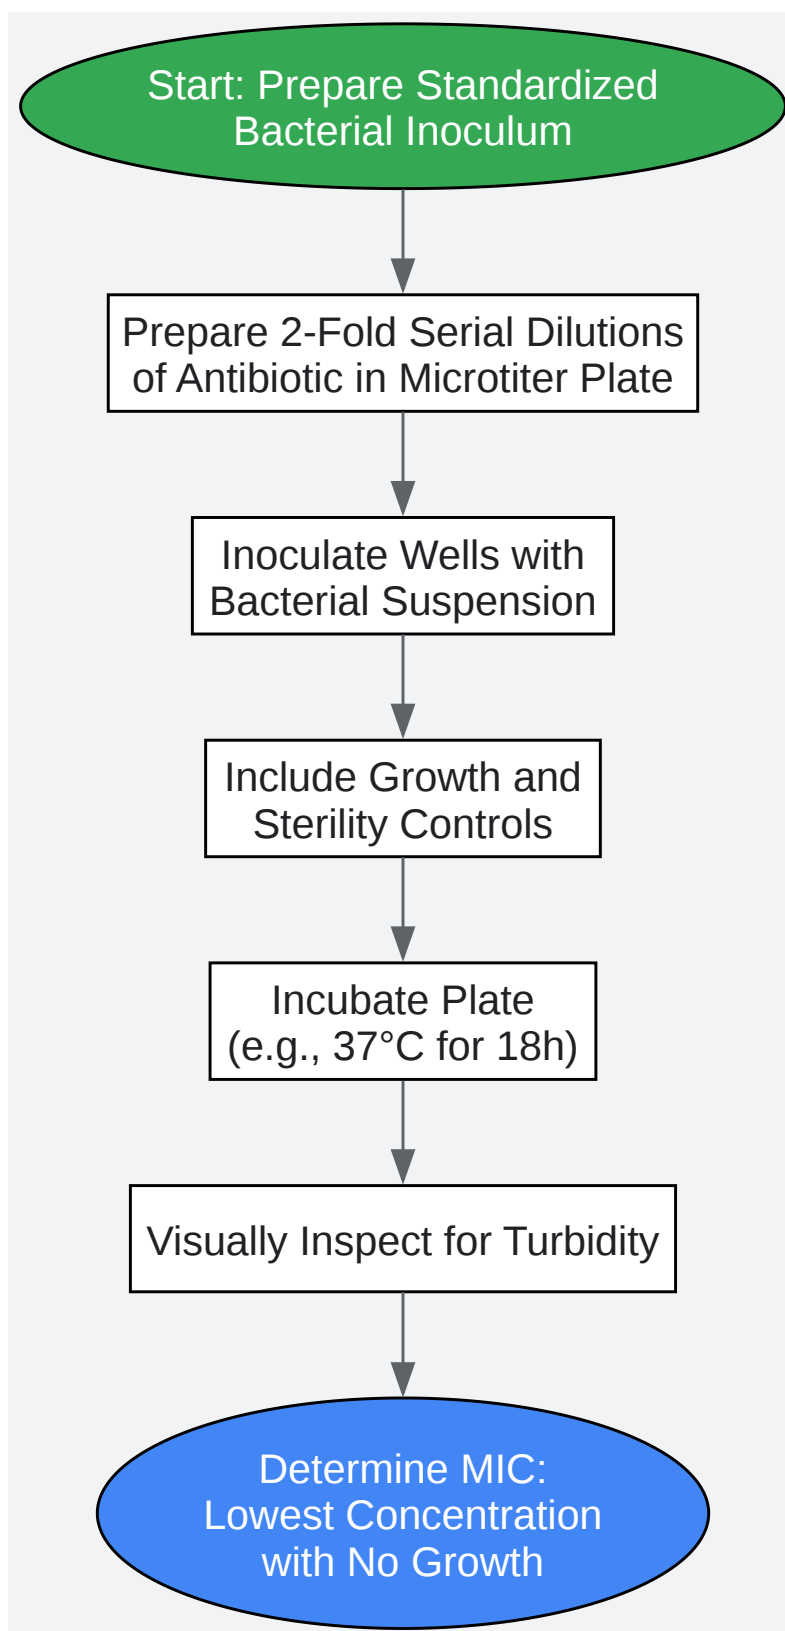 Start: Prepare Standardized
Bacterial Inoculum
Prepare 2-Fold Serial Dilutions
of Antibiotic in Microtiter Plate
Inoculate Wells with
Bacterial Suspension
Include Growth and
Sterility Controls
Incubate Plate
(e.g., 37°C for 18h)
Visually Inspect for Turbidity
Determine MIC:
Lowest Concentration
with No Growth